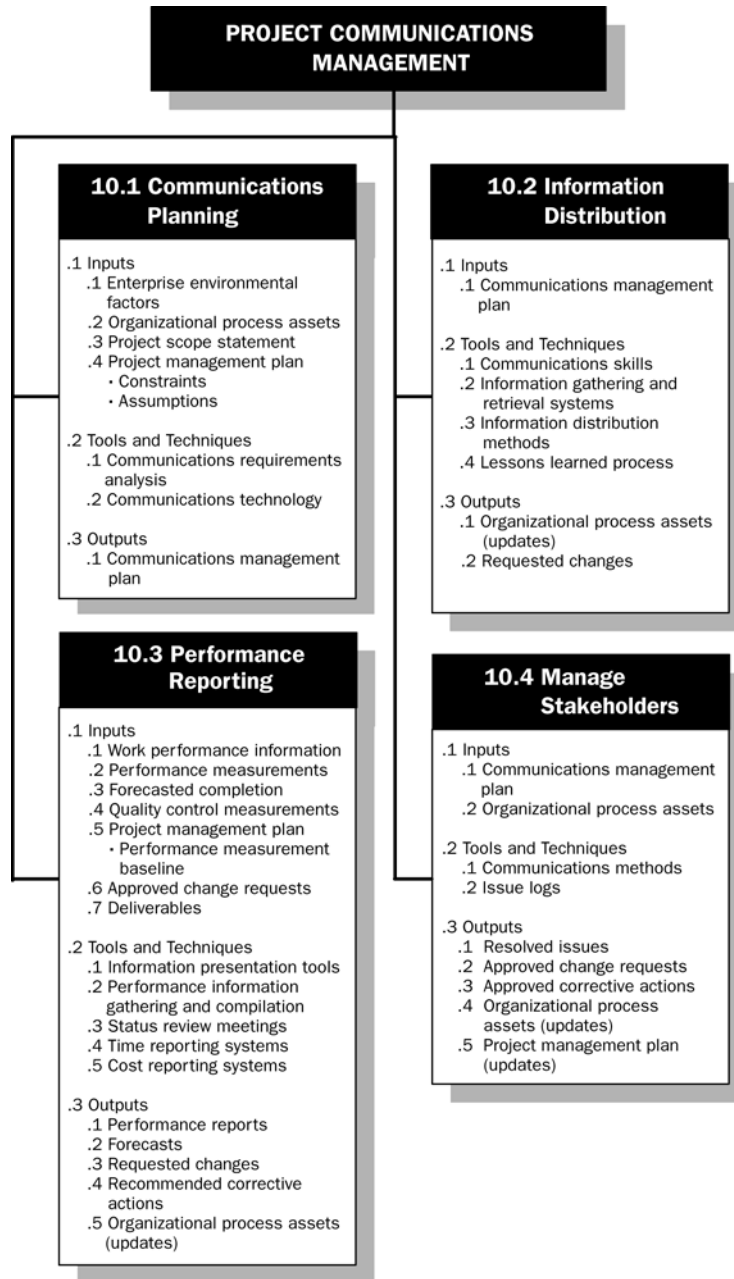 PROJECT COMMUNICATIONS
MANAGEMENT
10.1 Communications
Planning
.1 Inputs
.1 Enterprise environmental
factors
.2 Organizational process assets
.3 Project scope statement
.4 Project management plan
• Constraints
• Assumptions
.2 Tools and Techniques
.1 Communications requirements
analysis
.2 Communications technology
.3 Outputs
.1 Communications management
plan
10.2 Information
Distribution
.1 Inputs
.1 Communications management
plan
.2 Tools and Techniques
.1 Communications skills
.2 Information gathering and
retrieval systems
.3 Information distribution
methods
.4 Lessons learned process
.3 Outputs
.1 Organizational process assets
(updates)
.2 Requested changes
10.3 Performance
Reporting
.1 Inputs
.1 Work performance information
.2 Performance measurements
.3 Forecasted completion
.4 Quality control measurements
.5 Project management plan
• Performance measurement
baseline
.6 Approved change requests
.7 Deliverables
.2 Tools and Techniques
.1 Information presentation tools
.2 Performance information
gathering and compilation
.3 Status review meetings
.4 Time reporting systems
.5 Cost reporting systems
.3 Outputs
.1 Performance reports
.2 Forecasts
.3 Requested changes
.4 Recommended corrective
actions
.5 Organizational process assets
(updates)
10.4 Manage
Stakeholders
.1 Inputs
.1 Communications management
plan
.2 Organizational process assets
.2 Tools and Techniques
.1 Communications methods
.2 Issue logs
.3 Outputs
.1 Resolved issues
.2 Approved change requests
.3 Approved corrective actions
.4 Organizational process
assets (updates)
.5 Project management plan
(updates)